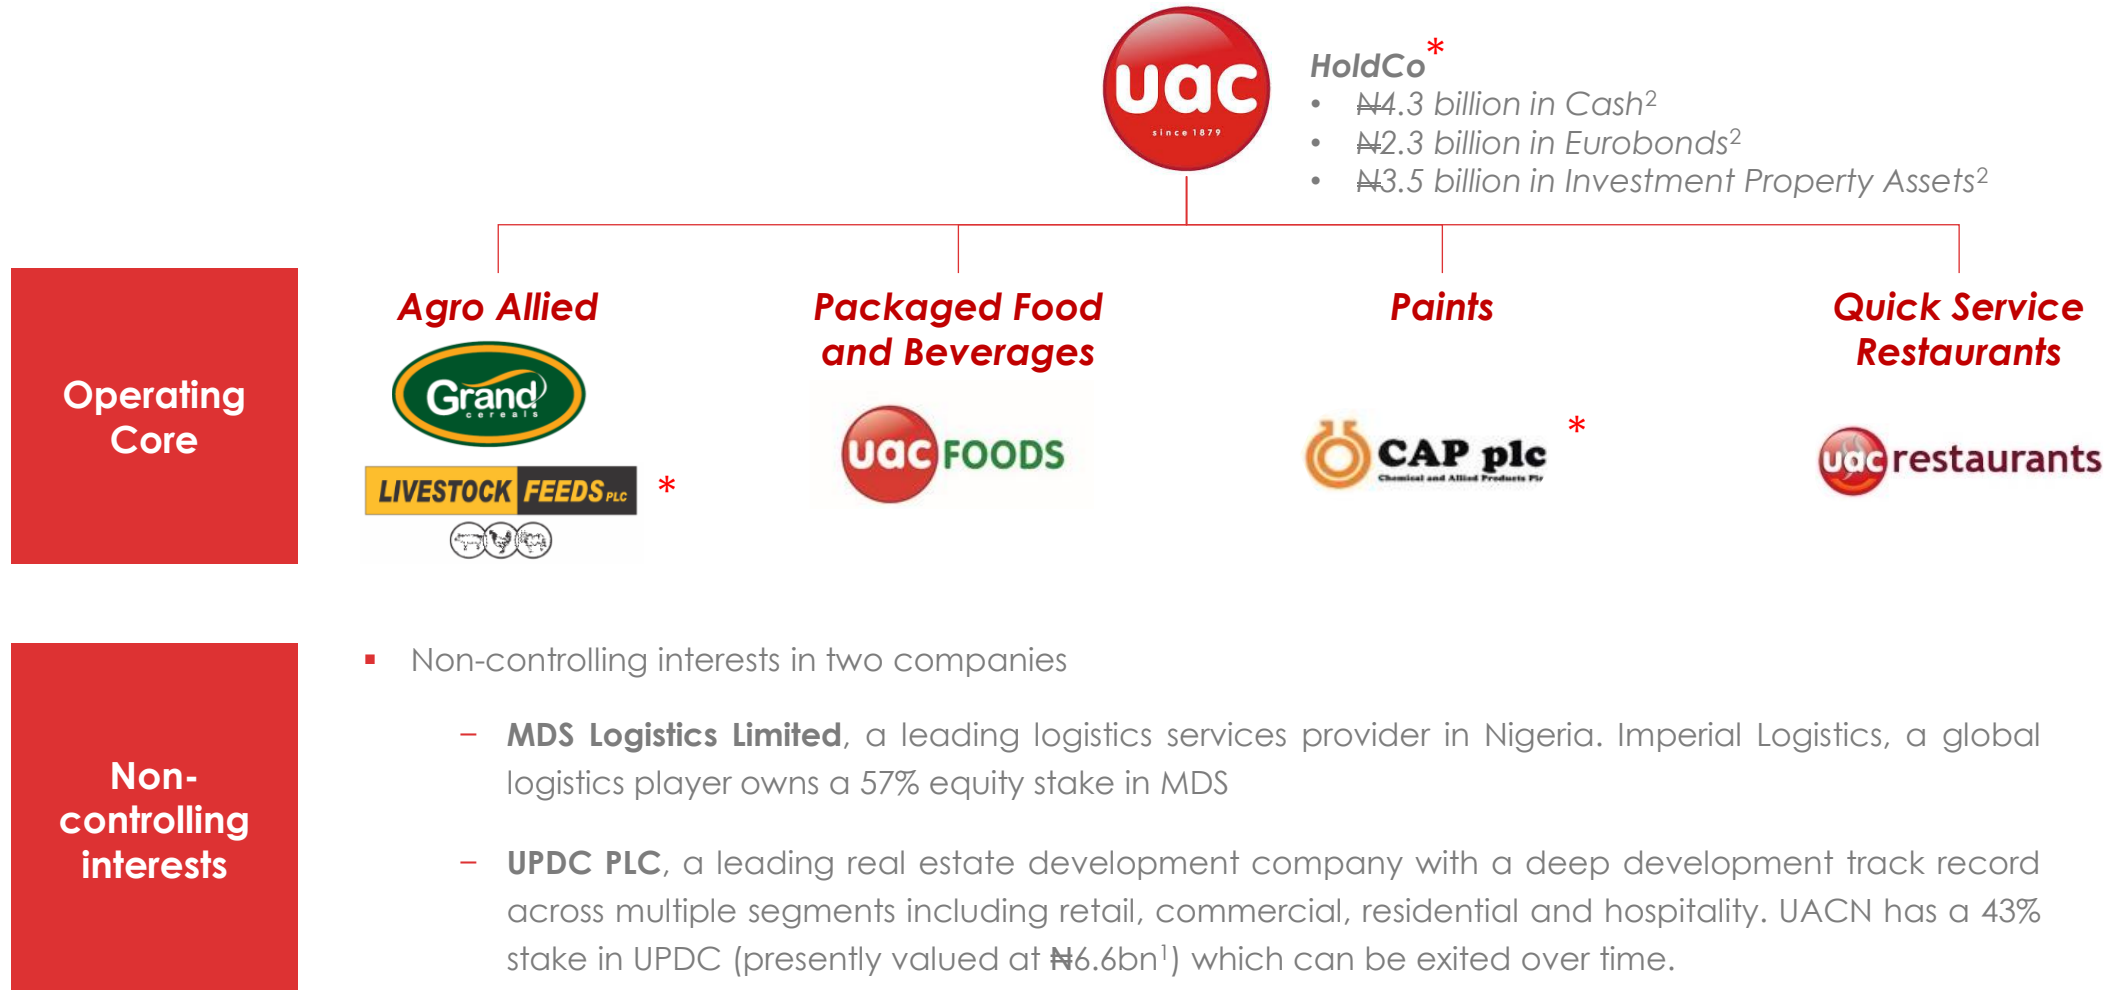 uac
since 1879
HoldCo*
• ₦4.3 billion in Cash²
• ₦2.3 billion in Eurobonds²
• ₦3.5 billion in Investment Property Assets²
Operating
Core
Agro Allied
Grand
cereals
LIVESTOCK FEEDS PLC *
Packaged Food
and Beverages
uac FOODS
Paints
CAP plc *
Chemical and Allied Products Plc
Quick Service
Restaurants
uac restaurants
Non-
controlling
interests
▪ Non-controlling interests in two companies
– MDS Logistics Limited, a leading logistics services provider in Nigeria. Imperial Logistics, a global
logistics player owns a 57% equity stake in MDS
– UPDC PLC, a leading real estate development company with a deep development track record
across multiple segments including retail, commercial, residential and hospitality. UACN has a 43%
stake in UPDC (presently valued at ₦6.6bn¹) which can be exited over time.